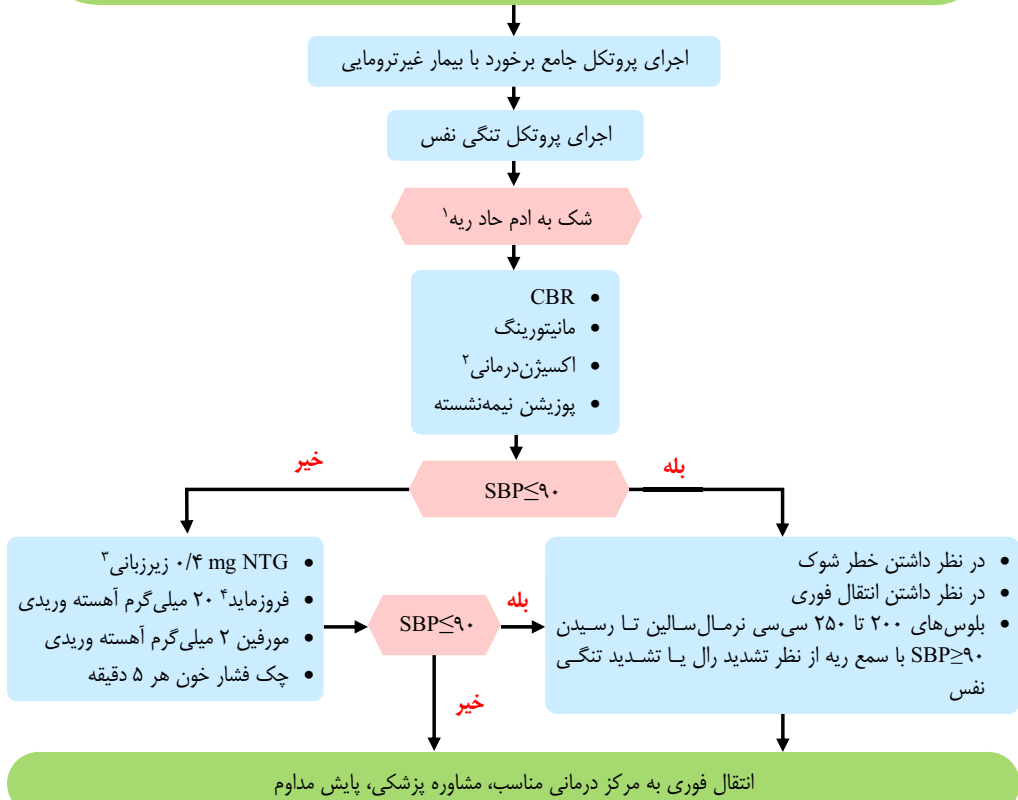 اجرای پروتکل جامع برخورد با بیمار غیرترومایی
اجرای پروتکل تنگی نفس
شک به ادم حاد ریه۱
• CBR
• مانیتورینگ
• اکسیژن‌درمانی۲
• پوزیشن نیمه‌نشسته
بله
خیر
SBP≤۹۰
• در نظر داشتن خطر شوک
• در نظر داشتن انتقال فوری
• بلوس‌های ۲۰۰ تا ۲۵۰ سی‌سی نرمال‌سالین تا رسیدن
SBP≥۹۰ با سمع ریه از نظر تشدید رال یا تشدید تنگی
نفس
• ۰/۴ mg NTG زیرزبانی۳
• فروزماید۴ ۲۰ میلی‌گرم آهسته وریدی
• مورفین ۲ میلی‌گرم آهسته وریدی
• چک فشار خون هر ۵ دقیقه
بله
SBP≤۹۰
خیر
انتقال فوری به مرکز درمانی مناسب، مشاوره پزشکی، پایش مداوم